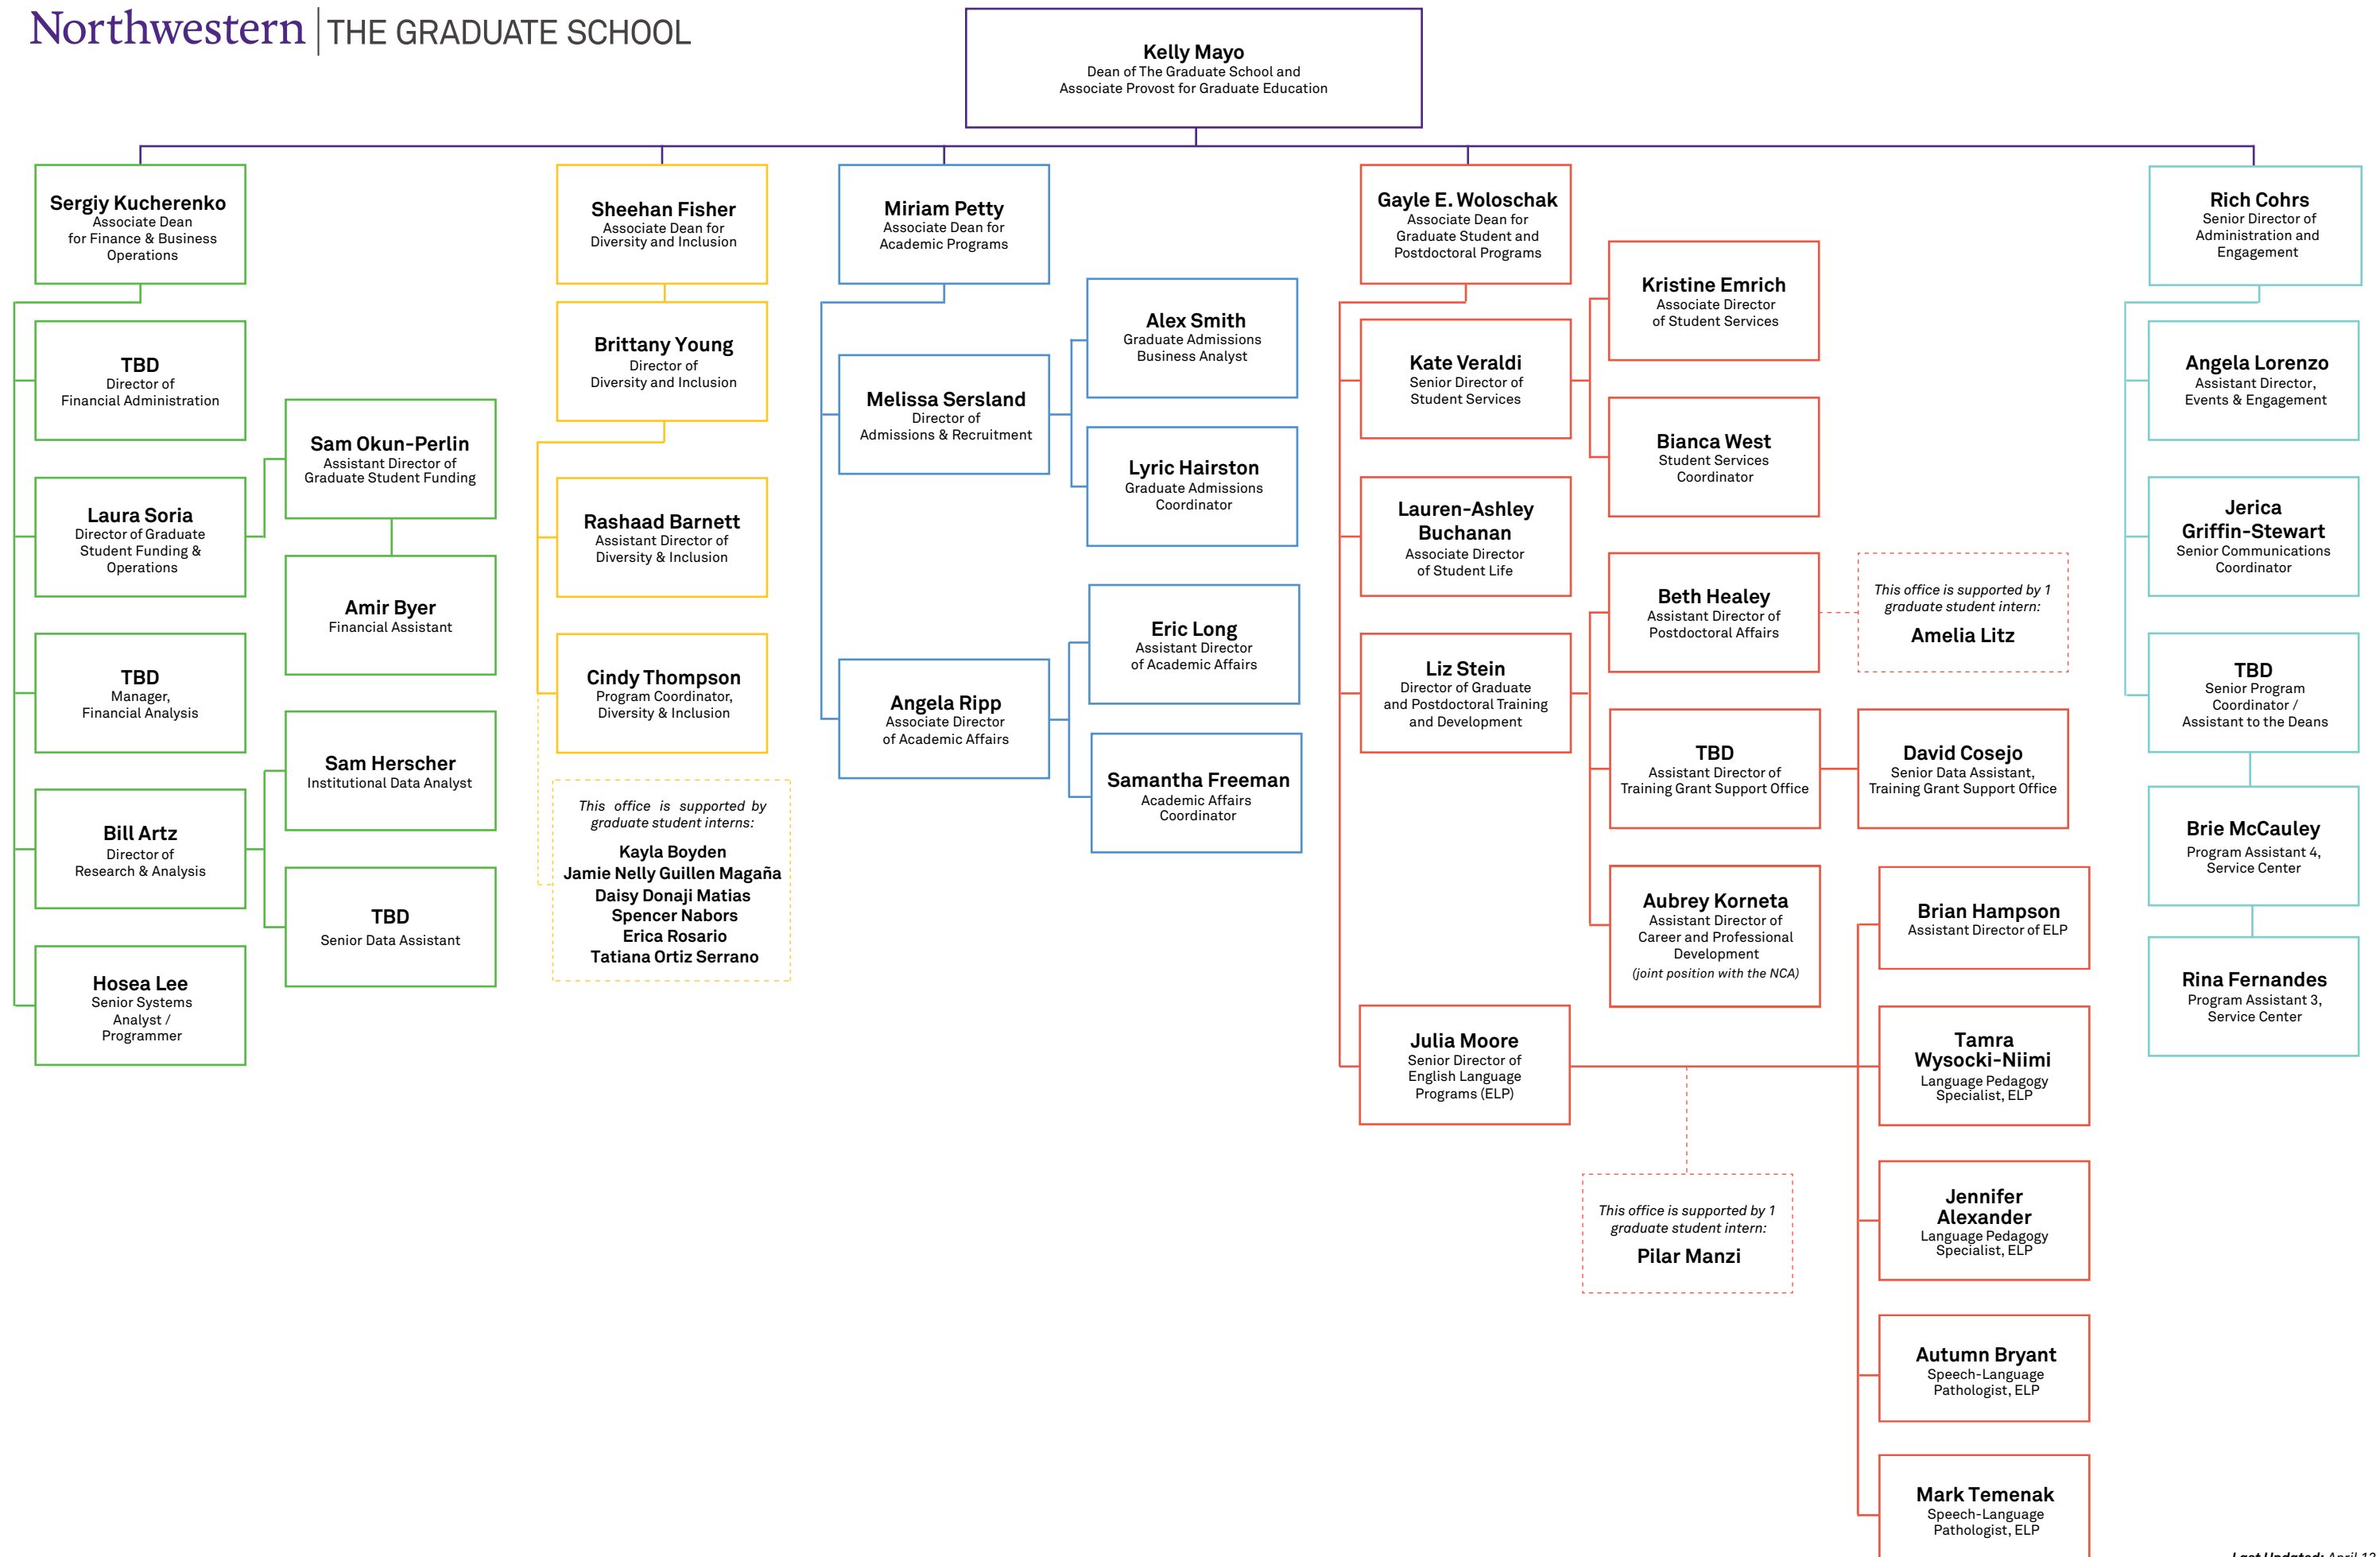 Northwestern | THE GRADUATE SCHOOL
Kelly Mayo
Dean of The Graduate School and
Associate Provost for Graduate Education
Sergiy Kucherenko
Associate Dean
for Finance & Business
Operations
TBD
Director of
Financial Administration
Laura Soria
Director of Graduate
Student Funding &
Operations
Sam Okun-Perlin
Assistant Director of
Graduate Student Funding
Amir Byer
Financial Assistant
TBD
Manager,
Financial Analysis
Bill Artz
Director of
Research & Analysis
Sam Herscher
Institutional Data Analyst
TBD
Senior Data Assistant
Hosea Lee
Senior Systems
Analyst /
Programmer
Sheehan Fisher
Associate Dean for
Diversity and Inclusion
Brittany Young
Director of
Diversity and Inclusion
Rashaad Barnett
Assistant Director of
Diversity & Inclusion
Cindy Thompson
Program Coordinator,
Diversity & Inclusion
This office is supported by
graduate student interns:
Kayla Boyden
Jamie Nelly Guillen Magaña
Daisy Donaji Matias
Spencer Nabors
Erica Rosario
Tatiana Ortiz Serrano
Miriam Petty
Associate Dean for
Academic Programs
Melissa Sersland
Director of
Admissions & Recruitment
Alex Smith
Graduate Admissions
Business Analyst
Lyric Hairston
Graduate Admissions
Coordinator
Angela Ripp
Associate Director
of Academic Affairs
Eric Long
Assistant Director
of Academic Affairs
Samantha Freeman
Academic Affairs
Coordinator
Gayle E. Woloschak
Associate Dean for
Graduate Student and
Postdoctoral Programs
Kate Veraldi
Senior Director of
Student Services
Kristine Emrich
Associate Director
of Student Services
Bianca West
Student Services
Coordinator
Lauren-Ashley
Buchanan
Associate Director
of Student Life
Liz Stein
Director of Graduate
and Postdoctoral Training
and Development
Beth Healey
Assistant Director of
Postdoctoral Affairs
This office is supported by 1
graduate student intern:
Amelia Litz
TBD
Assistant Director of
Training Grant Support Office
David Cosejo
Senior Data Assistant,
Training Grant Support Office
Aubrey Korneta
Assistant Director of
Career and Professional
Development
(joint position with the NCA)
Julia Moore
Senior Director of
English Language
Programs (ELP)
This office is supported by 1
graduate student intern:
Pilar Manzi
Brian Hampson
Assistant Director of ELP
Tamra
Wysocki-Niimi
Language Pedagogy
Specialist, ELP
Jennifer
Alexander
Language Pedagogy
Specialist, ELP
Autumn Bryant
Speech-Language
Pathologist, ELP
Mark Temenak
Speech-Language
Pathologist, ELP
Rich Cohrs
Senior Director of
Administration and
Engagement
Angela Lorenzo
Assistant Director,
Events & Engagement
Jerica
Griffin-Stewart
Senior Communications
Coordinator
TBD
Senior Program
Coordinator /
Assistant to the Deans
Brie McCauley
Program Assistant 4,
Service Center
Rina Fernandes
Program Assistant 3,
Service Center
Last Updated: April